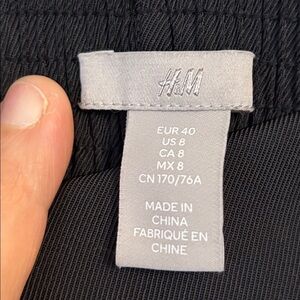 H&M
EUR 40
US 8
CA 8
MX 8
CN 170/76A
MADE IN
CHINA
FABRIQUÉ EN
CHINE